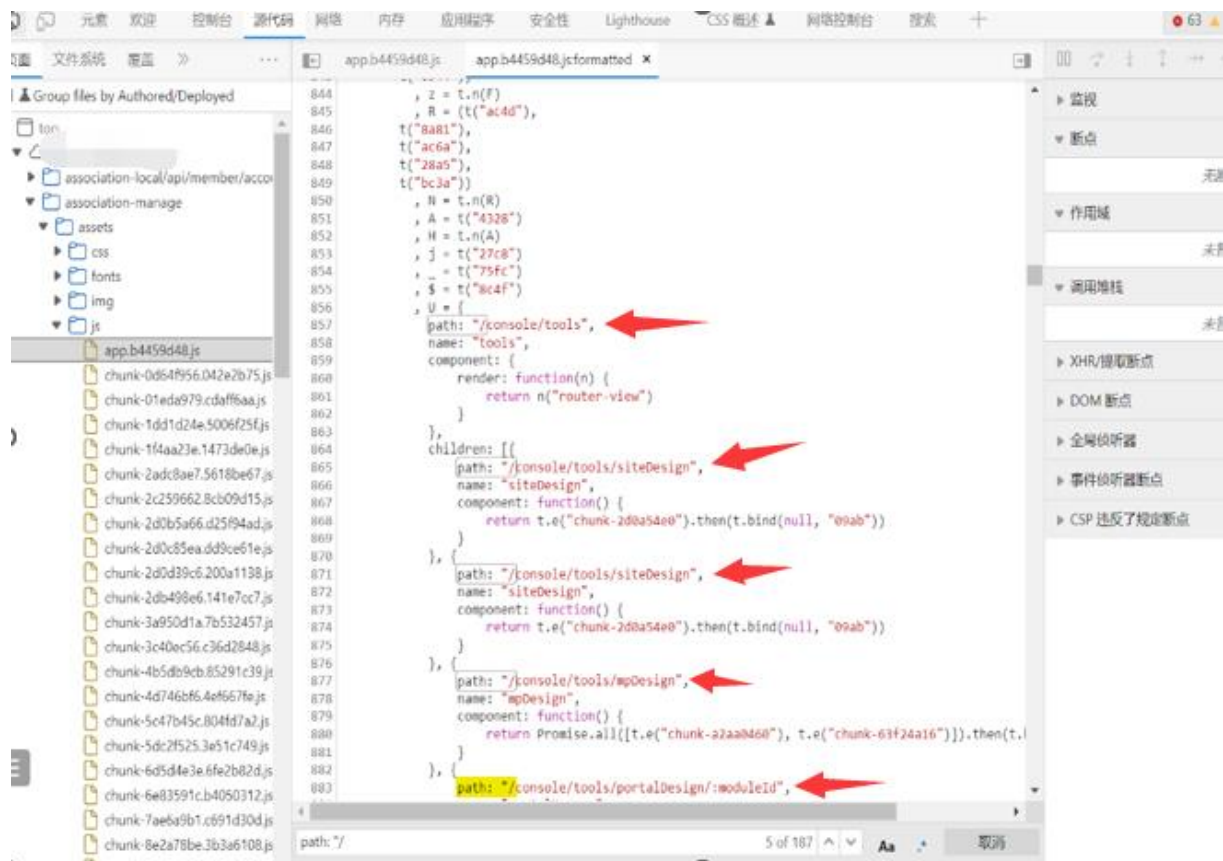 元素 欢迎 控制台 源代码 网络 内存 应用程序 安全性 Lighthouse CSS 概述 网络控制台 搜索 63
文件系统 覆盖 » ··· app.b4459d48.js app.b4459d48.js:formatted ×
Group files by Authored/Deployed
association-local/api/member/accou
association-manage
assets
css
fonts
img
js
app.b4459d48.js
chunk-0d64f956.042e2b75.js
chunk-01eda979.cdaff6aa.js
chunk-1dd1d24e.5006f25f.js
chunk-1f4aa23e.1473de0e.js
chunk-2adc8ae7.5618be67.js
chunk-2c259662.8cb09d15.js
chunk-2d0b5a66.d25f94ad.js
chunk-2d0c85ea.dd9ce61e.js
chunk-2d0d39c6.200a1138.js
chunk-2db498e6.141e7cc7.js
chunk-3a950d1a.7b532457.js
chunk-3c40ec56.c36d2848.js
chunk-4b5db9cb.85291c39.js
chunk-4d746bf6.4ef667fe.js
chunk-5c47b45c.804fd7a2.js
chunk-5dc2f525.3e51c749.js
chunk-6d5d4e3e.6fe2b82d.js
chunk-6e83591c.b4050312.js
chunk-7ae6a9b1.c691d30d.js
chunk-8e2a78be.3b3a6108.js
844 , z = t.n(F)
845 , R = (t("ac4d"),
846 t("8a81"),
847 t("ac6a"),
848 t("28a5"),
849 t("bc3a"))
850 , N = t.n(R)
851 , A = t("4328")
852 , H = t.n(A)
853 , j = t("27c8")
854 , _ = t("75fc")
855 , $ = t("8c4f")
856 , U = {
857 path: "/console/tools",
858 name: "tools",
859 component: {
860 render: function(n) {
861 return n("router-view")
862 }
863 },
864 children: [{
865 path: "/console/tools/siteDesign",
866 name: "siteDesign",
867 component: function() {
868 return t.e("chunk-2d0a54e0").then(t.bind(null, "09ab"))
869 }
870 }, {
871 path: "/console/tools/siteDesign",
872 name: "siteDesign",
873 component: function() {
874 return t.e("chunk-2d0a54e0").then(t.bind(null, "09ab"))
875 }
876 }, {
877 path: "/console/tools/mpDesign",
878 name: "mpDesign",
879 component: function() {
880 return Promise.all([t.e("chunk-a2aa0460"), t.e("chunk-63f24a16")]).then(t.
881 }
882 }, {
883 path: "/console/tools/portalDesign/:moduleId",
path: "/ 5 of 187 Aa .* 取消
监视
断点
作用域
调用堆栈
XHR/提取断点
DOM 断点
全局侦听器
事件侦听器断点
CSP 违反了规定断点